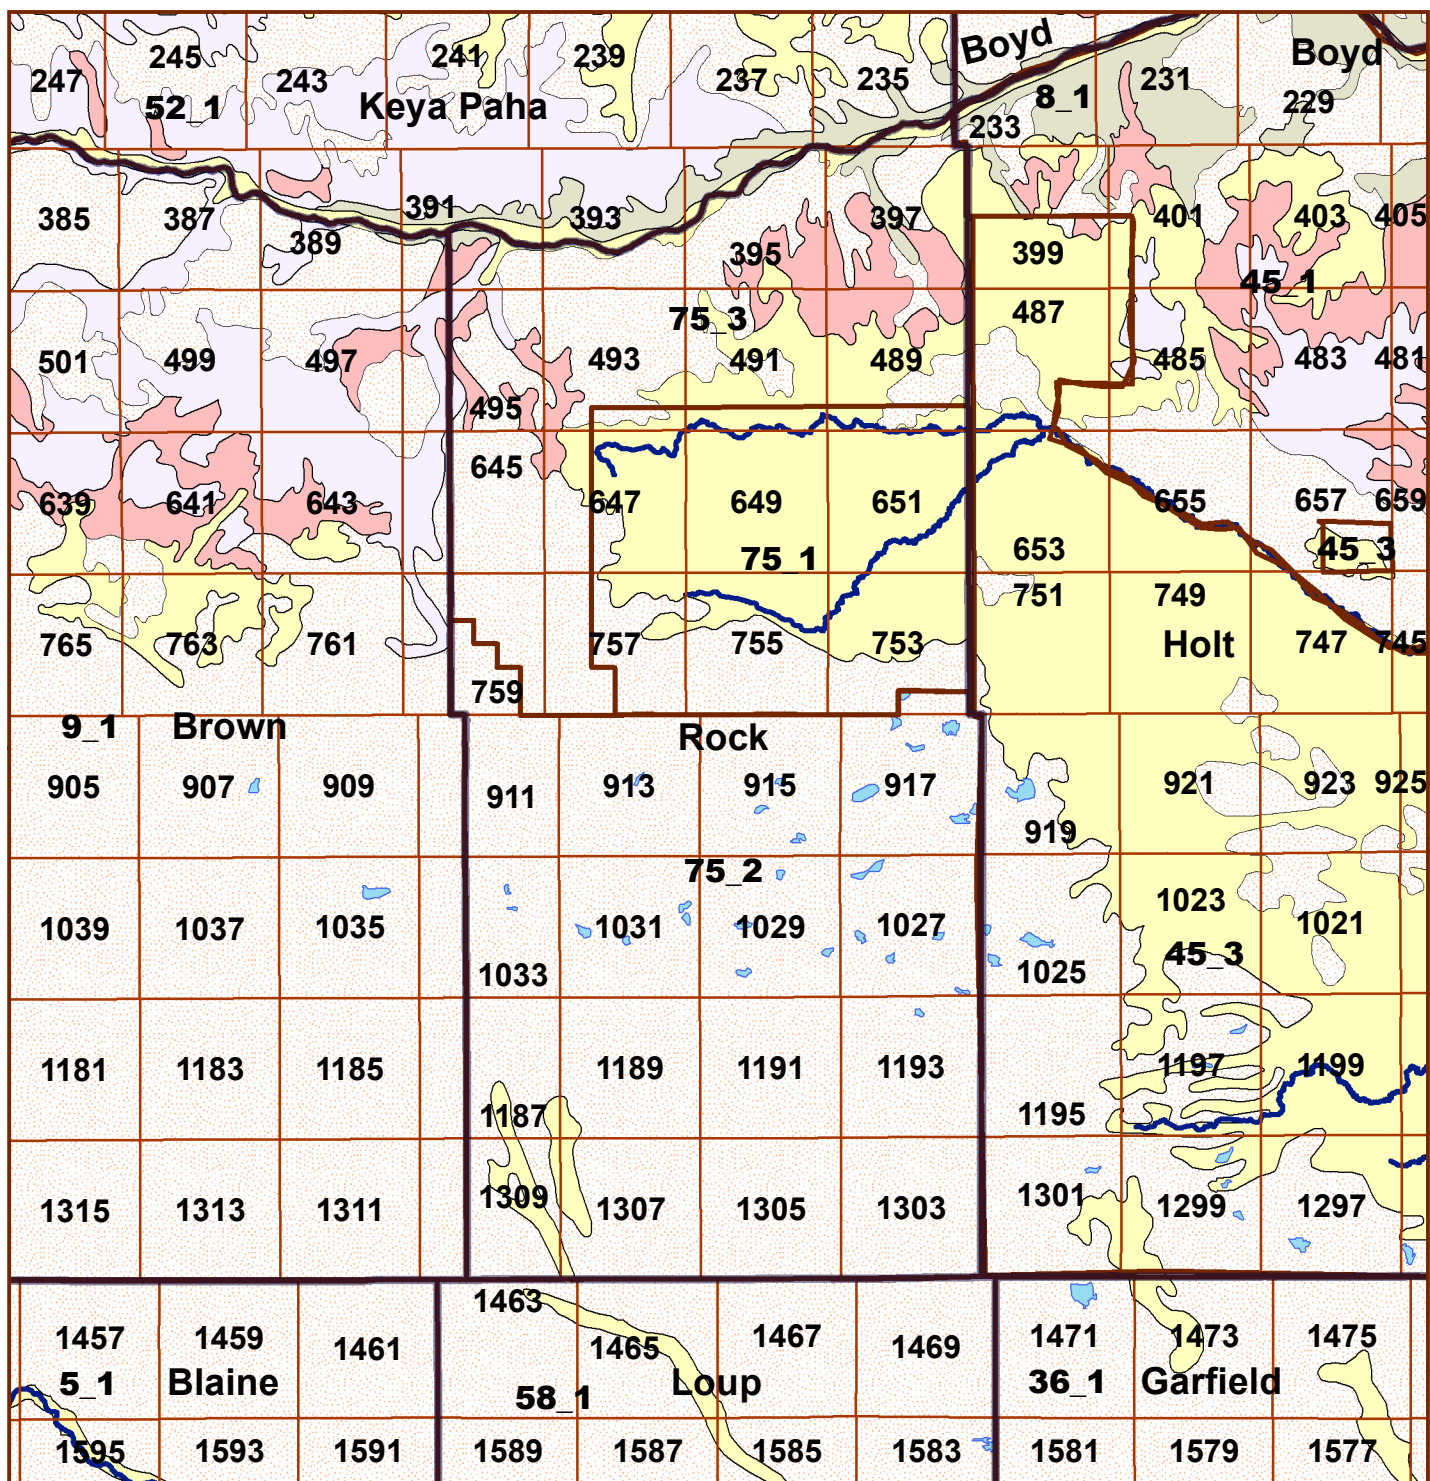 247 245 243 241 239 237 235 Boyd 231 Boyd
52_1 Keya Paha 8_1 229
233
385 387 389 391 393 395 397 399 401 403 405
75_3 45_1
501 499 497 495 493 491 489 487 485 483 481
639 641 643 645 647 649 651 653 655 657 659
75_1 45_3
765 763 761 759 757 755 753 751 749 747 745
Holt
9_1 Brown Rock
905 907 909 911 913 915 917 919 921 923 925
75_2
1039 1037 1035 1033 1031 1029 1027 1025 1023 1021
45_3
1181 1183 1185 1187 1189 1191 1193 1195 1197 1199
1315 1313 1311 1309 1307 1305 1303 1301 1299 1297
1457 1459 1461 1463 1465 1467 1469 1471 1473 1475
5_1 Blaine 58_1 Loup 36_1 Garfield
1595 1593 1591 1589 1587 1585 1583 1581 1579 1577